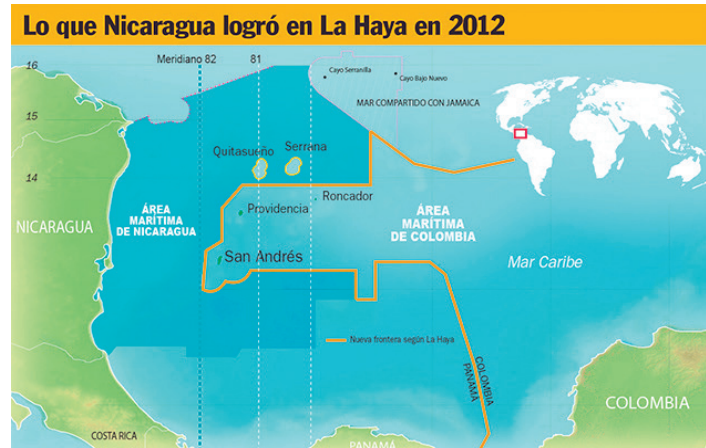 Lo que Nicaragua logró en La Haya en 2012
Meridiano 82
81
16
15
14
Cayo Serranilla
Cayo Bajo Nuevo
MAR COMPARTIDO CON JAMAICA
Quitasueño
Serrana
Roncador
Providencia
San Andrés
NICARAGUA
ÁREA
MARÍTIMA
DE NICARAGUA
ÁREA
MARÍTIMA
DE COLOMBIA
Mar Caribe
Nueva frontera según La Haya
COLOMBIA
PANAMÁ
COLOMBIA
COSTA RICA
PANAMÁ